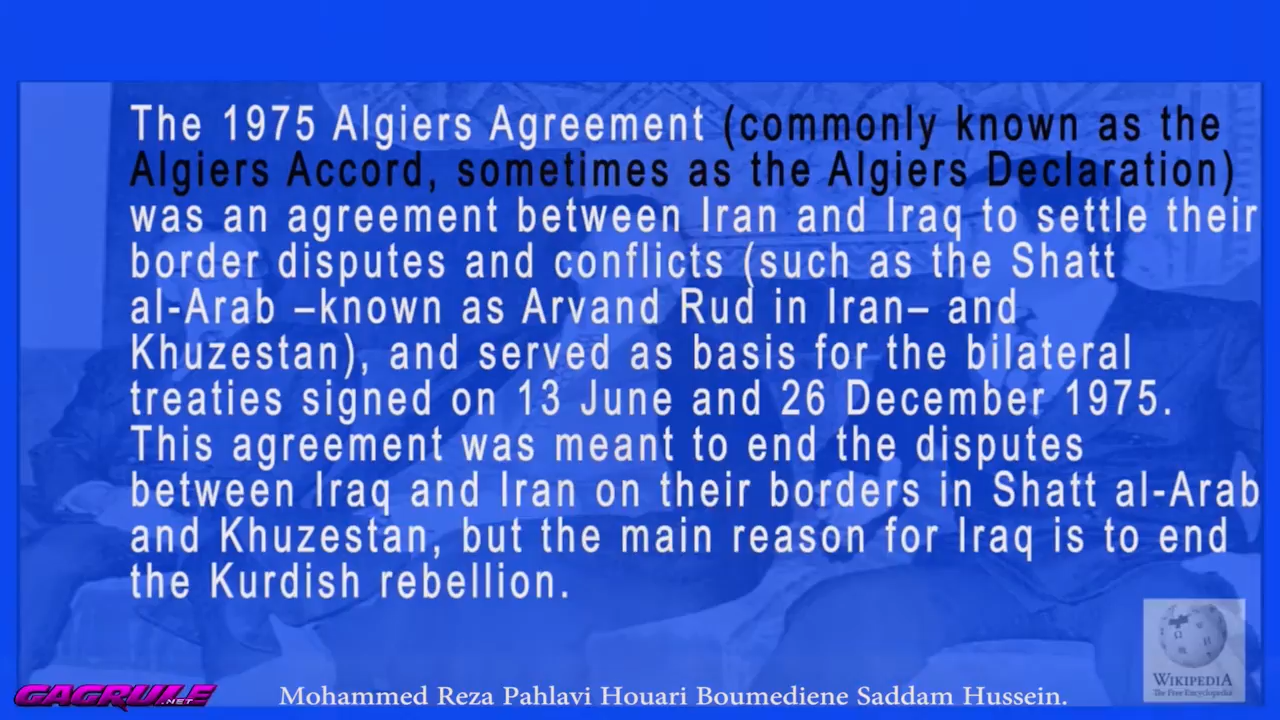 The 1975 Algiers Agreement (commonly known as the
Algiers Accord, sometimes as the Algiers Declaration)
was an agreement between Iran and Iraq to settle their
border disputes and conflicts (such as the Shatt
al-Arab –known as Arvand Rud in Iran– and
Khuzestan), and served as basis for the bilateral
treaties signed on 13 June and 26 December 1975.
This agreement was meant to end the disputes
between Iraq and Iran on their borders in Shatt al-Arab
and Khuzestan, but the main reason for Iraq is to end
the Kurdish rebellion.
WIKIPEDIA
The Free Encyclopedia
GAGRULE.NET
Mohammed Reza Pahlavi Houari Boumediene Saddam Hussein.